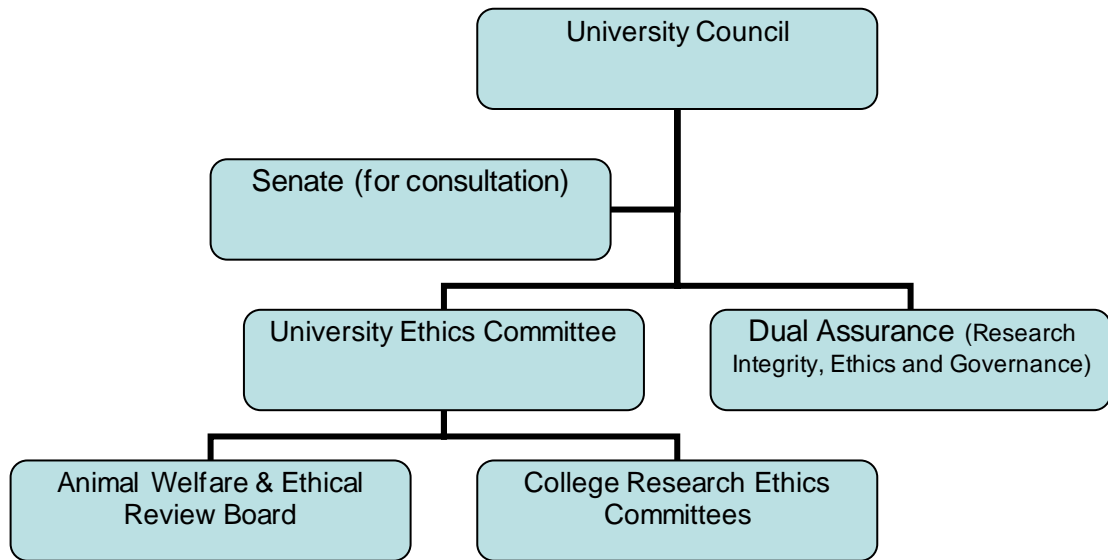 University Council
Senate (for consultation)
University Ethics Committee
Dual Assurance (Research
Integrity, Ethics and Governance)
Animal Welfare & Ethical
Review Board
College Research Ethics
Committees